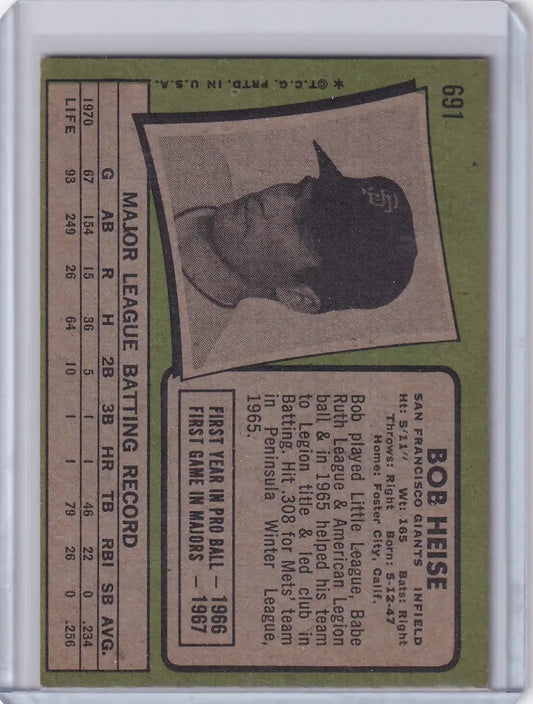 691
BOB HEISE
SAN FRANCISCO GIANTS INFIELD
Ht: 5/11" Wt: 165 Bats: Right
Throws: Right Born: 5-12-47
Home: Foster City, Calif.
Bob played Little League, Babe
Ruth League & American Legion
ball & in 1965 helped his team
to Legion title & led club in
Batting. Hit .308 for Mets' team
in Peninsula Winter League,
1965.
FIRST YEAR IN PRO BALL — 1966
FIRST GAME IN MAJORS — 1967
SF
MAJOR LEAGUE BATTING RECORD
G AB R H 2B 3B HR TB RBI SB AVG.
1970 67 154 15 36 5 1 1 46 22 0 .234
LIFE 93 249 26 64 10 1 1 79 26 0 .256
* © T.C.G. PRTD. IN U.S.A.